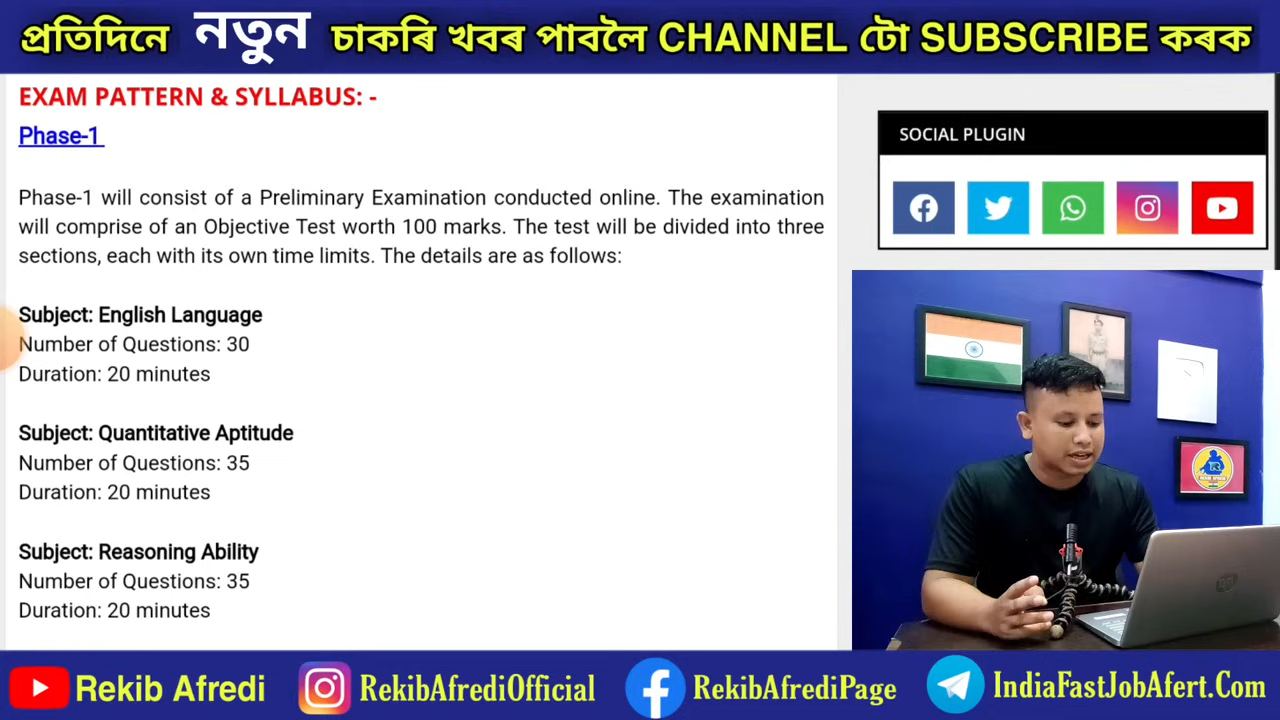 প্ৰতিদিনে নতুন চাকৰি খবৰ পাবলৈ CHANNEL টো SUBSCRIBE কৰক
EXAM PATTERN & SYLLABUS: -
Phase-1
Phase-1 will consist of a Preliminary Examination conducted online. The examination
will comprise of an Objective Test worth 100 marks. The test will be divided into three
sections, each with its own time limits. The details are as follows:
Subject: English Language
Number of Questions: 30
Duration: 20 minutes
Subject: Quantitative Aptitude
Number of Questions: 35
Duration: 20 minutes
Subject: Reasoning Ability
Number of Questions: 35
Duration: 20 minutes
SOCIAL PLUGIN
Rekib Afredi
RekibAfrediOfficial
RekibAfrediPage
IndiaFastJobAfert.Com